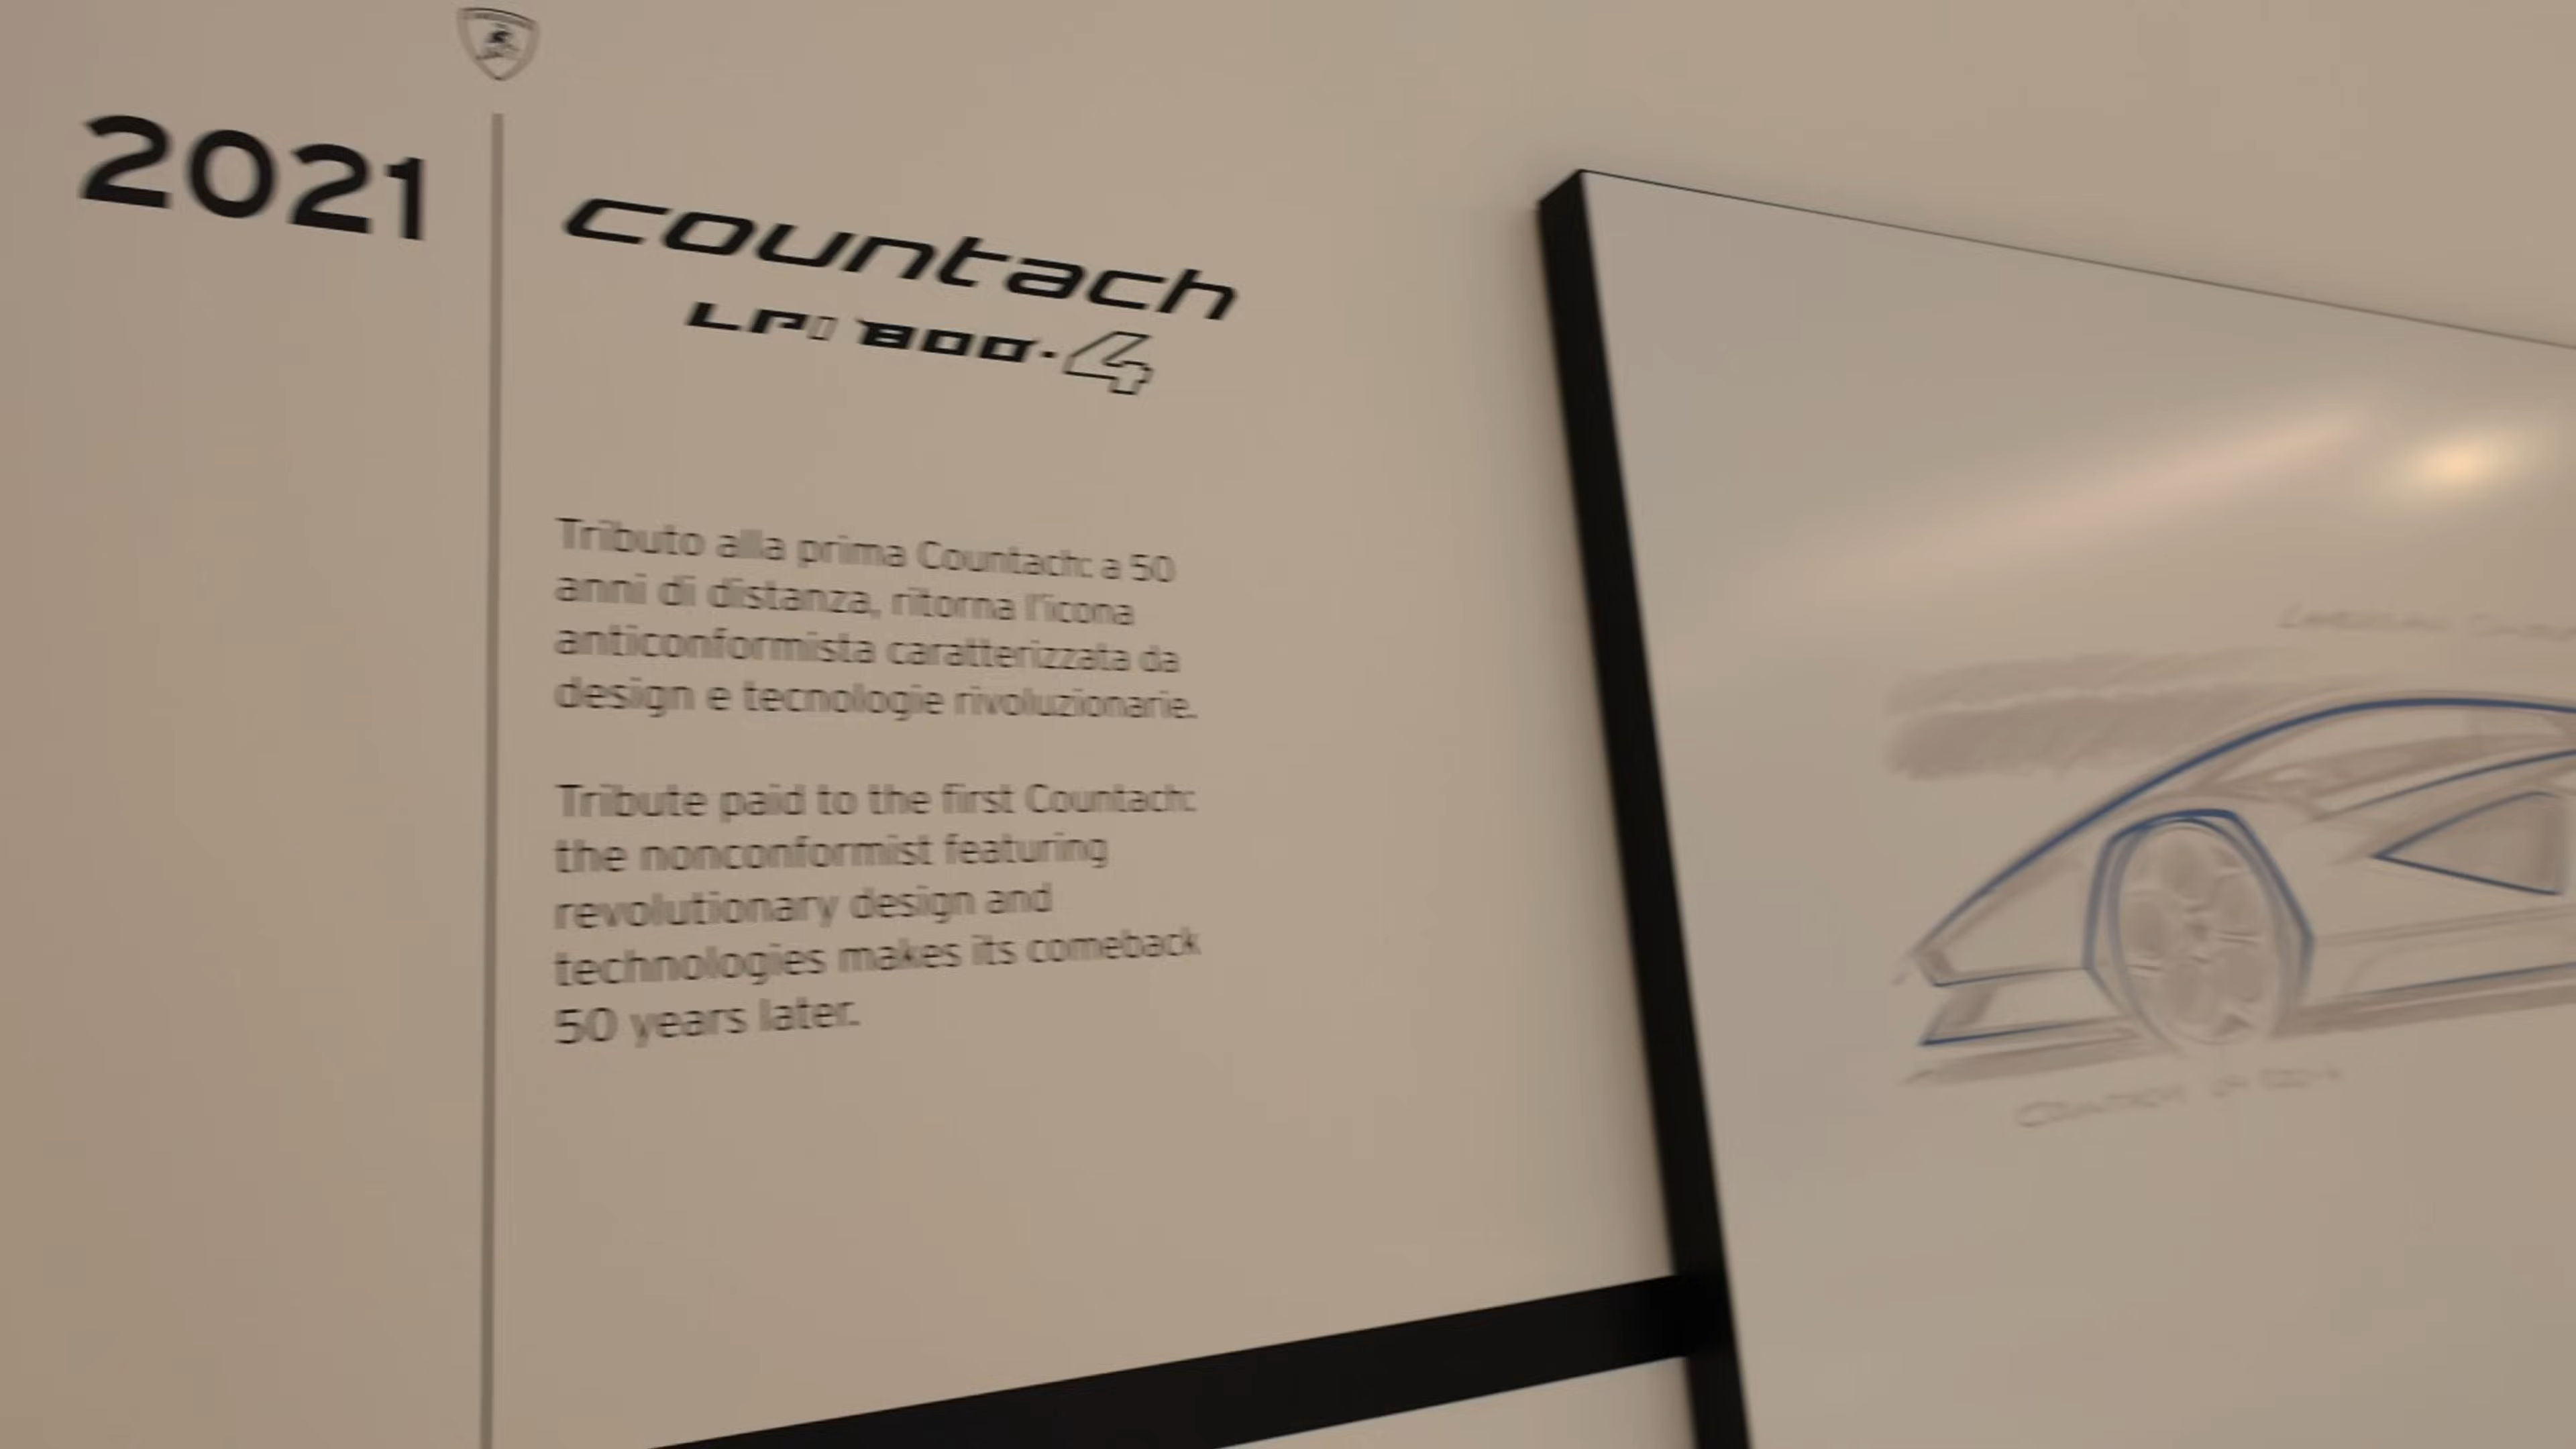 2021
countach
LPI 800-4
Tributo alla prima Countach: a 50
anni di distanza, ritorna l'icona
anticonformista caratterizzata da
design e tecnologie rivoluzionarie.
Tribute paid to the first Countach:
the nonconformist featuring
revolutionary design and
technologies makes its comeback
50 years later.
COUNTACH